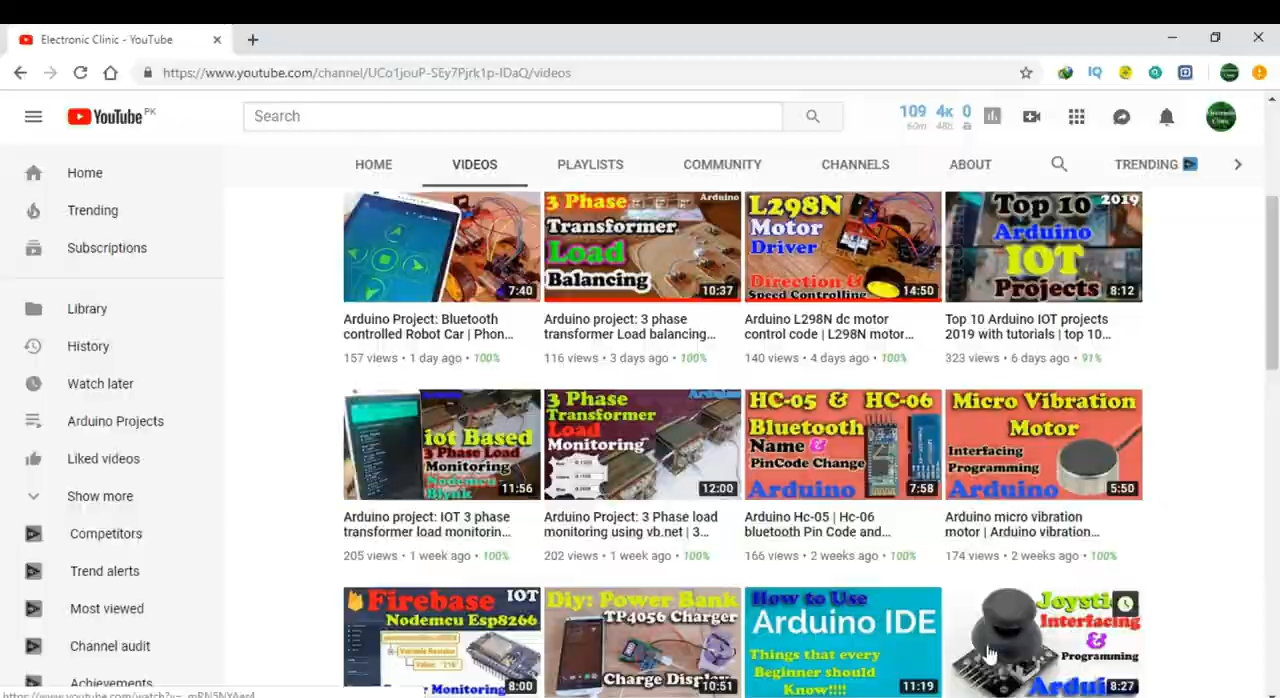 Electronic Clinic - YouTube
https://www.youtube.com/channel/UCo1jouP-SEy7Pjrk1p-IDaQ/videos
IQ
YouTube PK
Search
109 4k 0
60m 48h
HOME VIDEOS PLAYLISTS COMMUNITY CHANNELS ABOUT TRENDING
Home
Trending
Subscriptions
Library
History
Watch later
Arduino Projects
Liked videos
Show more
Competitors
Trend alerts
Most viewed
Channel audit
Achievements
7:40
Arduino Project: Bluetooth
controlled Robot Car | Phon...
157 views • 1 day ago • 100%
3 Phase Arduino
Transformer
Load
Balancing
10:37
Arduino project: 3 phase
transformer Load balancing...
116 views • 3 days ago • 100%
L298N
Motor
Driver
Direction &
Speed Controlling
14:50
Arduino L298N dc motor
control code | L298N motor...
140 views • 4 days ago • 100%
Top 10 2019
Arduino
IOT
Projects
8:12
Top 10 Arduino IOT projects
2019 with tutorials | top 10...
323 views • 6 days ago • 91%
Iot Based
3 Phase Load
Monitoring
Nodemcu
Blynk
11:56
Arduino project: IOT 3 phase
transformer load monitorin...
205 views • 1 week ago • 100%
3 Phase Arduino
Transformer
Load
Monitoring
12:00
Arduino Project: 3 Phase load
monitoring using vb.net | 3...
202 views • 1 week ago • 100%
HC-05 & HC-06
Bluetooth
Name &
PinCode Change
Arduino
7:58
Arduino Hc-05 | Hc-06
bluetooth Pin Code and...
166 views • 2 weeks ago • 100%
Micro Vibration
Motor
Interfacing
Programming
Arduino
5:50
Arduino micro vibration
motor | Arduino vibration...
174 views • 2 weeks ago • 100%
Firebase IOT
Nodemcu Esp8266
Monitoring
8:00
Diy: Power Bank
TP4056 Charger
Charge Display
10:51
How to Use
Arduino IDE
Things that every
Beginner should
Know!!!!
11:19
Joysti
Interfacing
&
Programming
Arduino
8:27